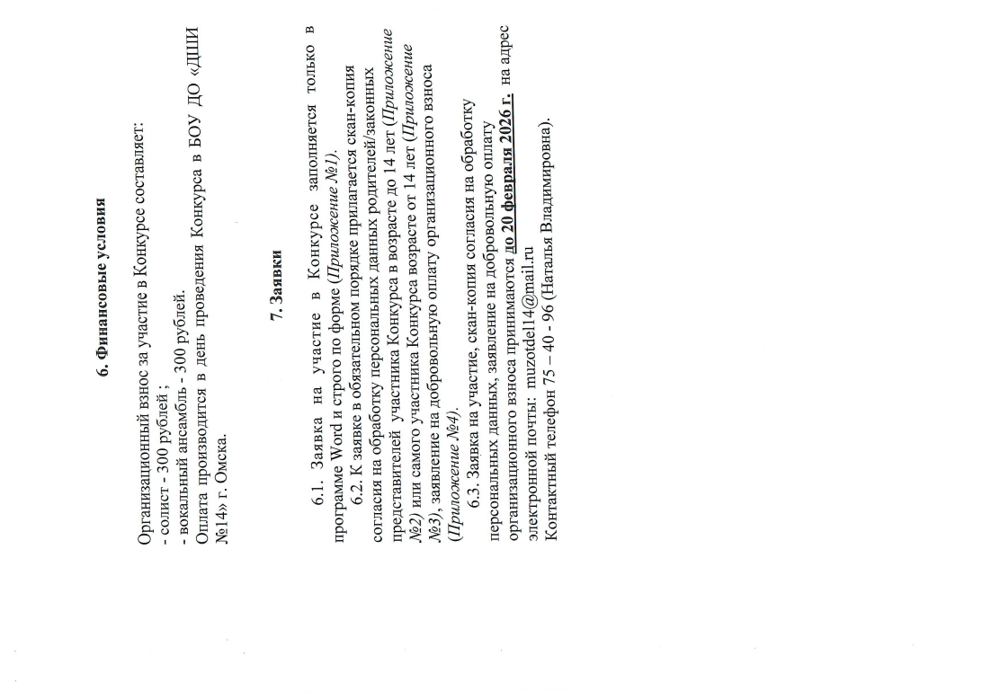 6. Финансовые условия
Организационный взнос за участие в Конкурсе составляет:
- солист - 300 рублей ;
- вокальный ансамбль - 300 рублей.
Оплата производится в день проведения Конкурса в БОУ ДО «ДШИ
№14» г. Омска.
7. Заявки
6.1. Заявка на участие в Конкурсе заполняется только в
программе Word и строго по форме (Приложение №1).
6.2. К заявке в обязательном порядке прилагается скан-копия
согласия на обработку персональных данных родителей/законных
представителей участника Конкурса в возрасте до 14 лет (Приложение
№2) или самого участника Конкурса возрасте от 14 лет (Приложение
№3), заявление на добровольную оплату организационного взноса
(Приложение №4).
6.3. Заявка на участие, скан-копия согласия на обработку
персональных данных, заявление на добровольную оплату
организационного взноса принимаются до 20 февраля 2026 г. на адрес
электронной почты: muzotdel14@mail.ru
Контактный телефон 75 – 40 - 96 (Наталья Владимировна).